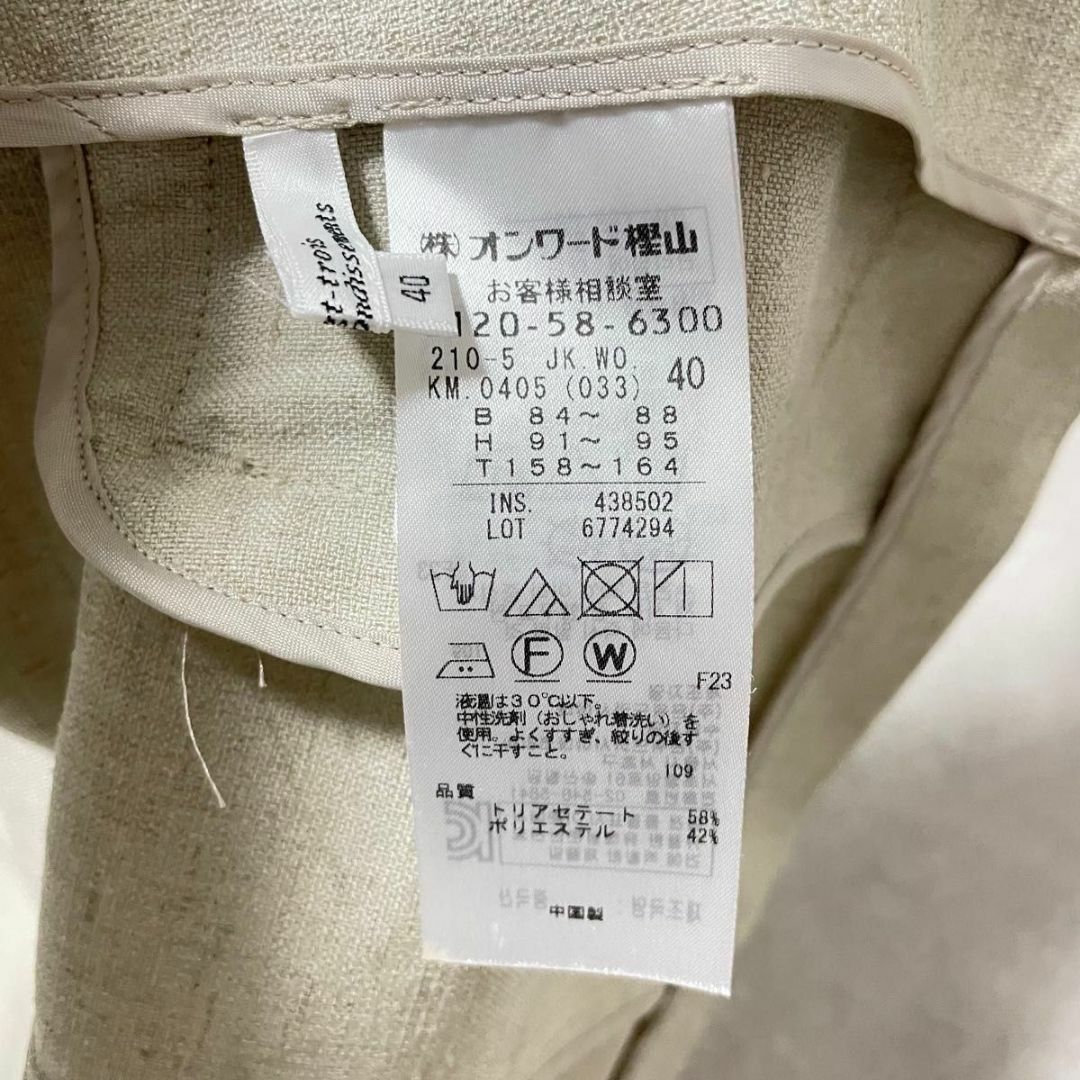 rt-trois
ondissements
40
(株)オンワード樫山
お客様相談室
120-58-6300
210-5 JK.WO.
KM.0405 (033) 40
B 84～ 88
H 91～ 95
T158～164
INS. 438502
LOT 6774294
F
W
F23
液温は30℃以下。
中性洗剤(おしゃれ着洗い)を
使用。よくすすぎ、絞りの後す
ぐに干すこと。
109
品質
トリアセテート 58%
ポリエステル 42%
中国製